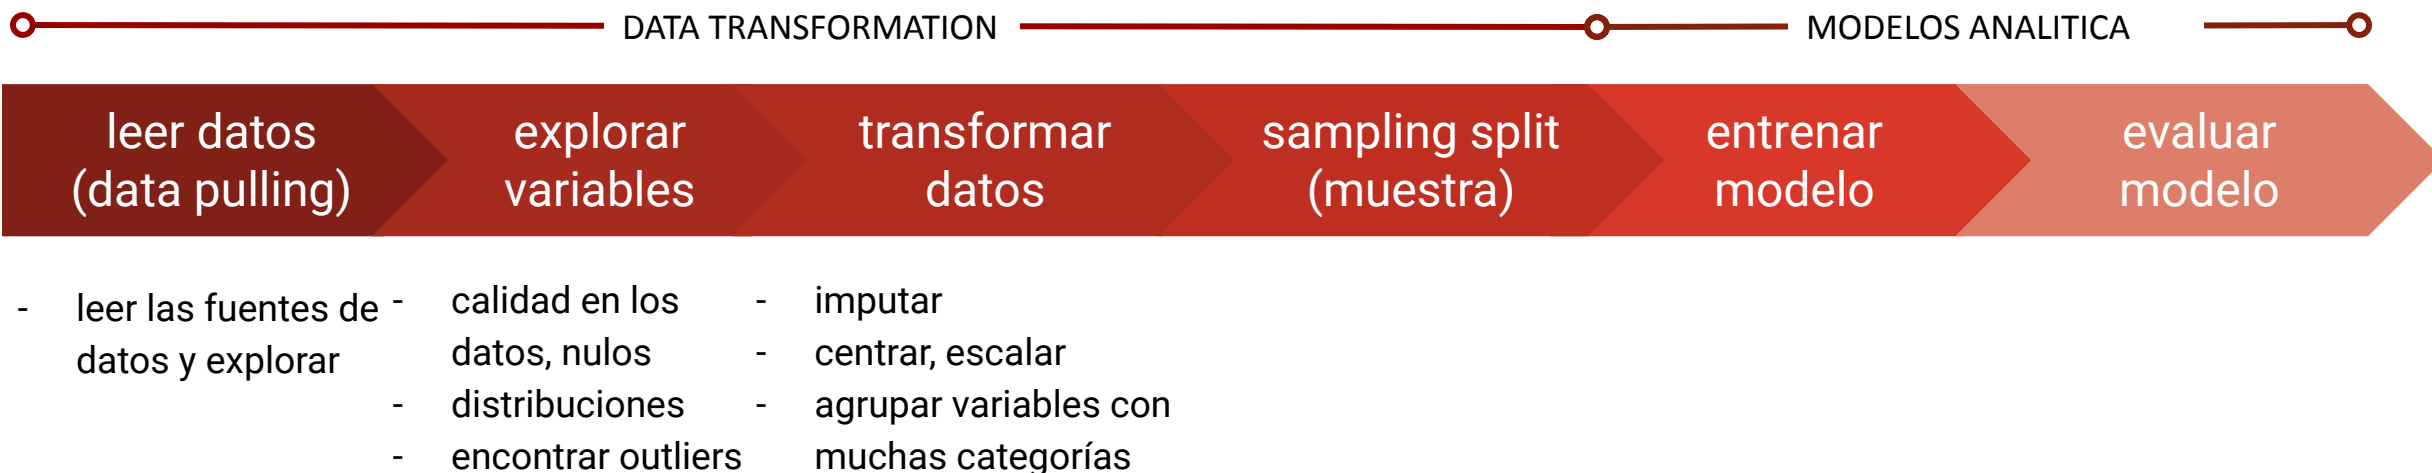 DATA TRANSFORMATION
MODELOS ANALITICA
leer datos
(data pulling)
explorar
variables
transformar
datos
sampling split
(muestra)
entrenar
modelo
evaluar
modelo
- leer las fuentes de
datos y explorar
- calidad en los
datos, nulos
- distribuciones
- encontrar outliers
- imputar
- centrar, escalar
- agrupar variables con
muchas categorías